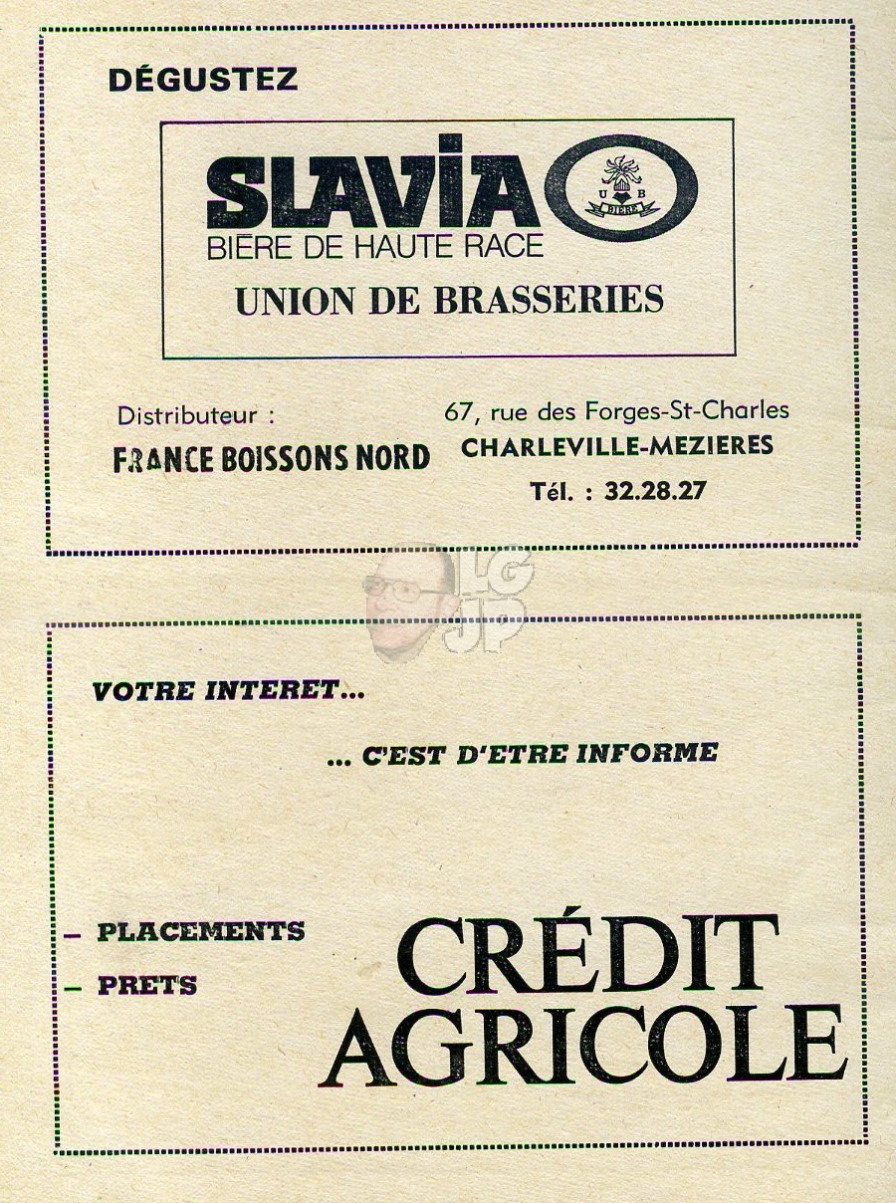 DÉGUSTEZ
SLAVIA
U B
BIERE
BIÈRE DE HAUTE RACE
UNION DE BRASSERIES
Distributeur :
FRANCE BOISSONS NORD
67, rue des Forges-St-Charles
CHARLEVILLE-MEZIERES
Tél. : 32.28.27
LG
JP
VOTRE INTERET...
... C'EST D'ETRE INFORME
– PLACEMENTS
– PRETS
CRÉDIT
AGRICOLE